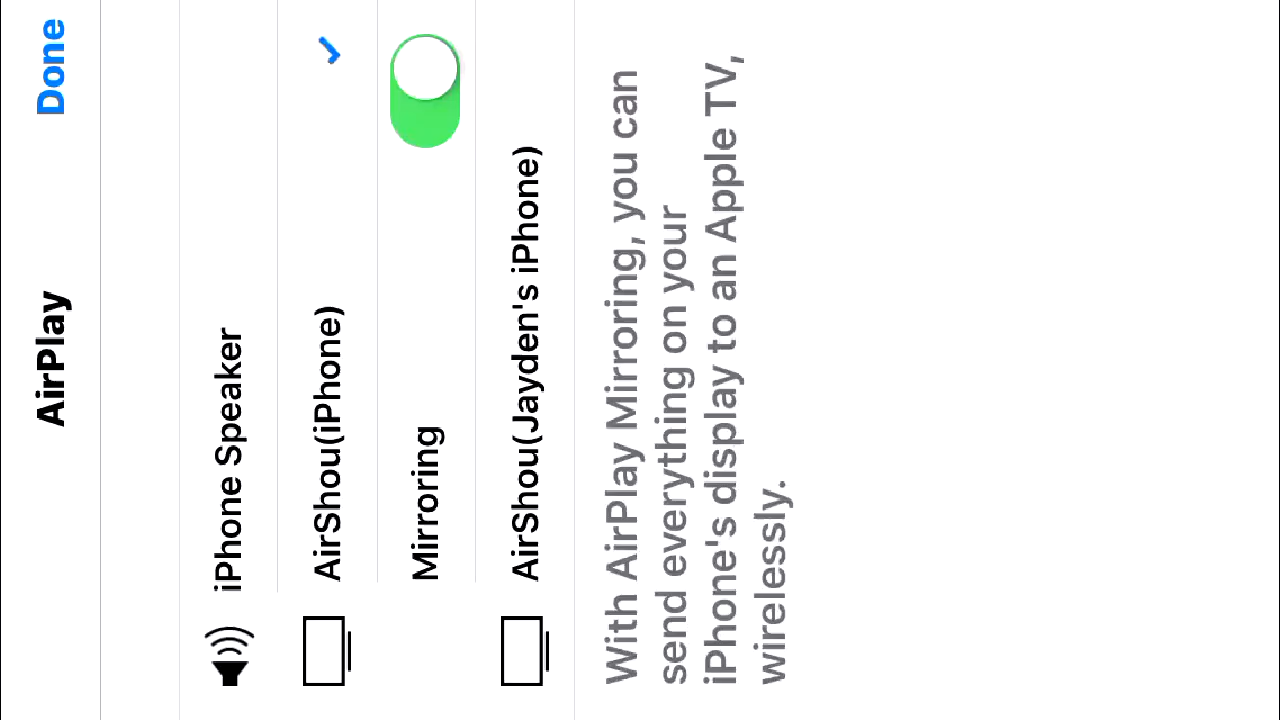 AirPlay
Done
iPhone Speaker
AirShou(iPhone)
Mirroring
AirShou(Jayden's iPhone)
With AirPlay Mirroring, you can
send everything on your
iPhone's display to an Apple TV,
wirelessly.